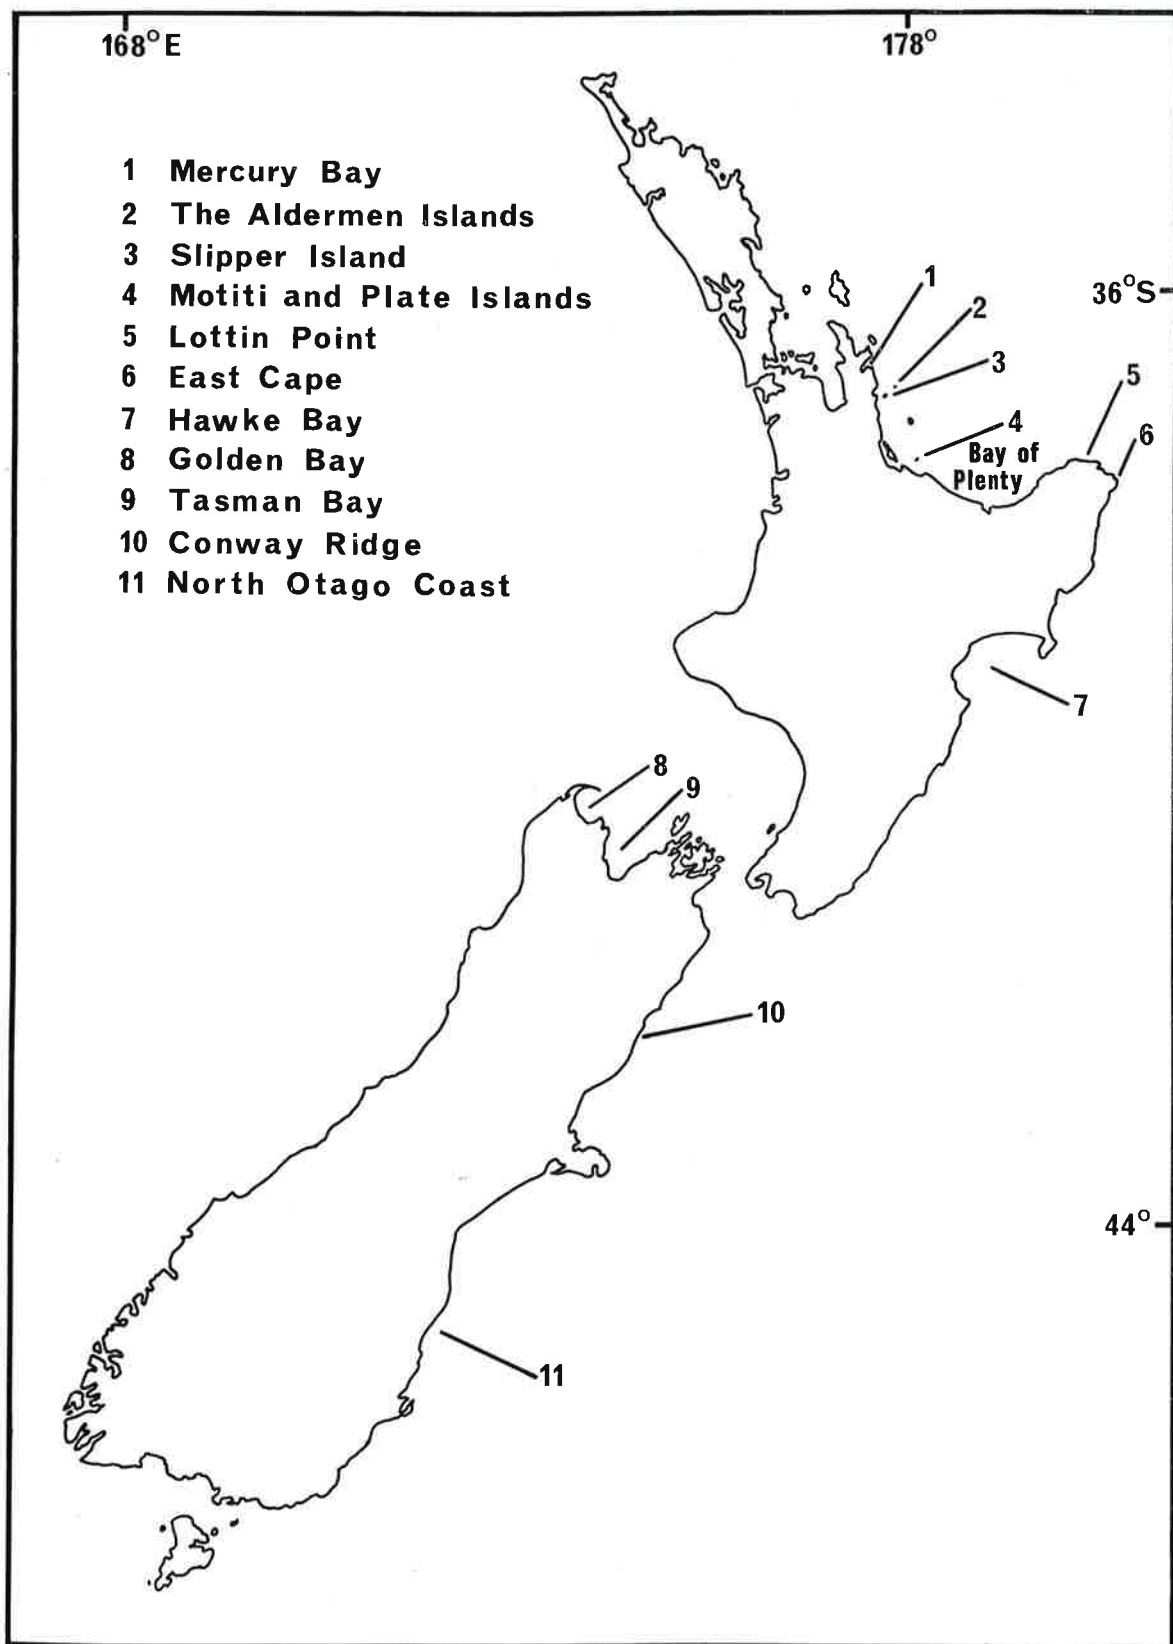 168°E
178°
1 Mercury Bay
2 The Aldermen Islands
3 Slipper Island
4 Motiti and Plate Islands
5 Lottin Point
6 East Cape
7 Hawke Bay
8 Golden Bay
9 Tasman Bay
10 Conway Ridge
11 North Otago Coast
36°S
1
2
3
5
4
6
Bay of
Plenty
7
8
9
10
44°
11